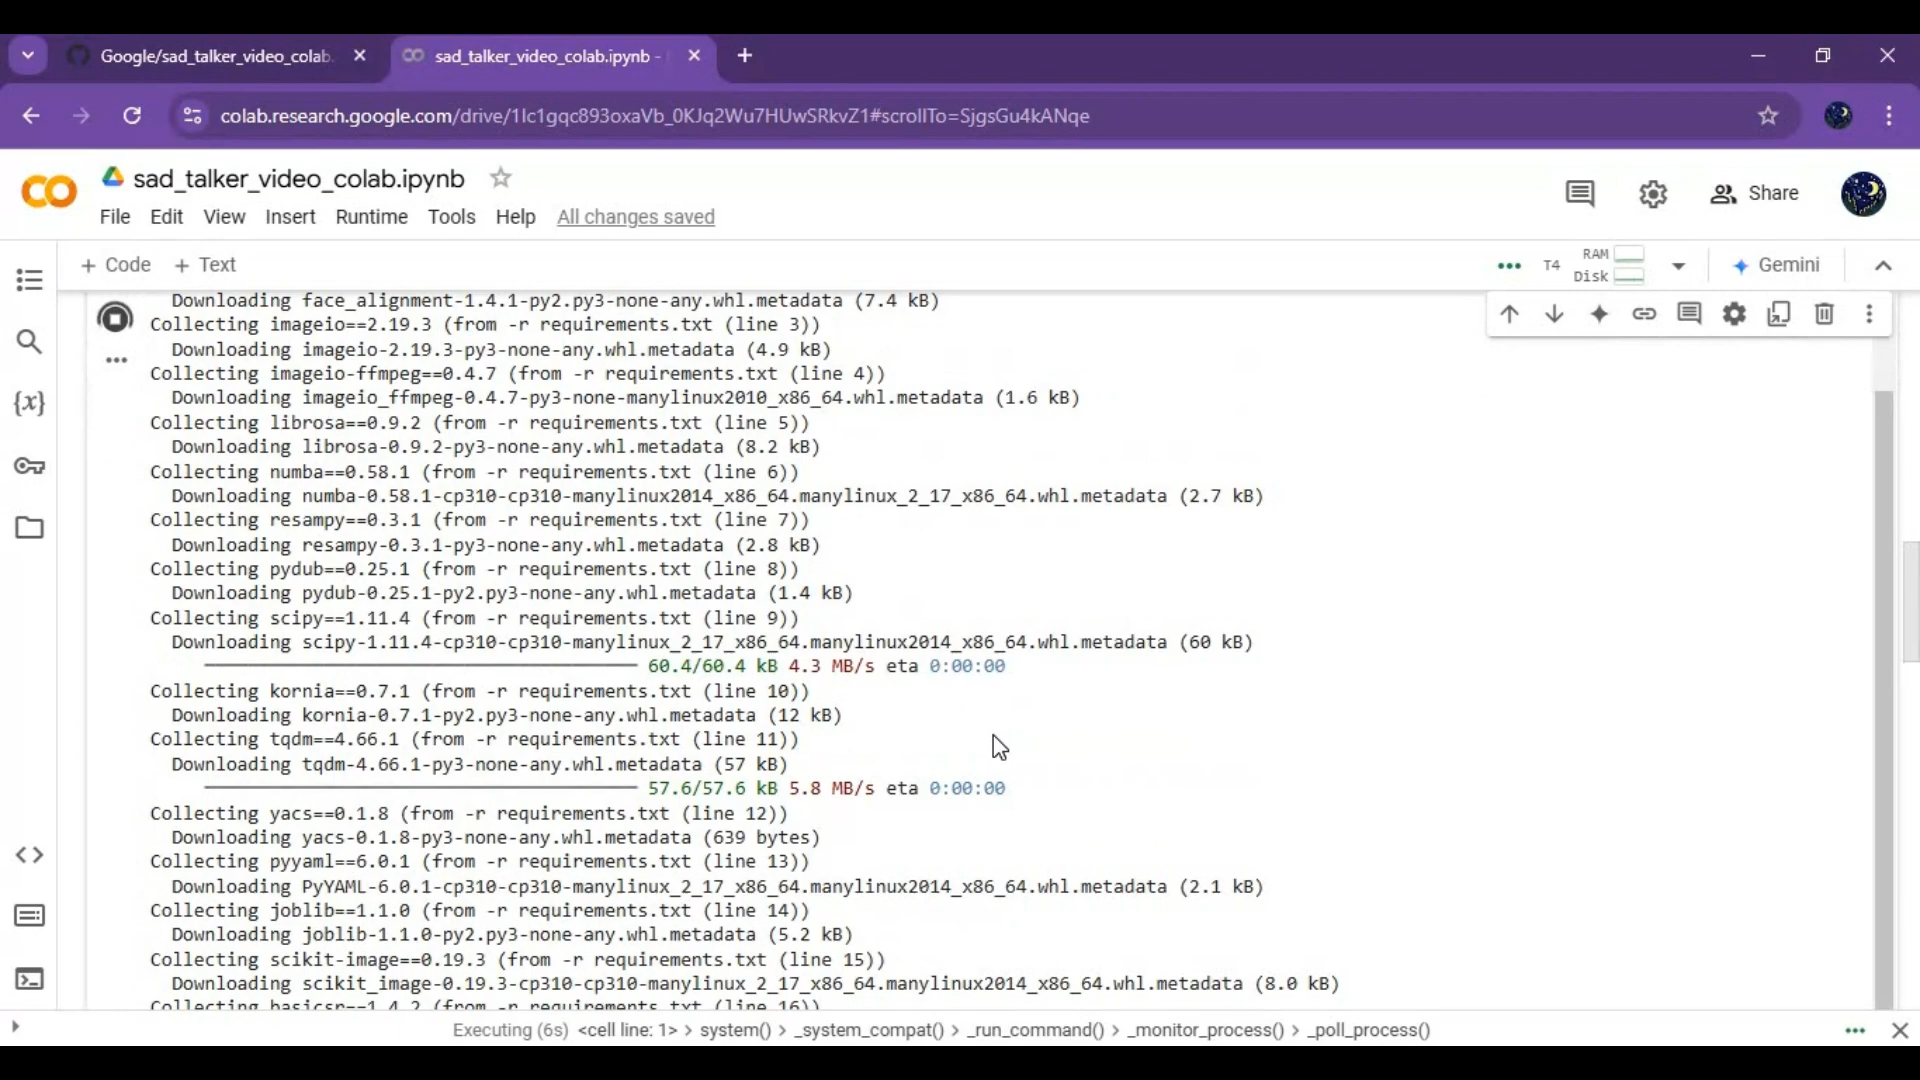 Google/sad_talker_video_colab.
sad_talker_video_colab.ipynb -
colab.research.google.com/drive/1Ic1gqc893oxaVb_0KJq2Wu7HUwSRkvZ1#scrollTo=SjgsGu4kANqe
sad_talker_video_colab.ipynb
Share
File Edit View Insert Runtime Tools Help All changes saved
+ Code + Text
T4
RAM
Disk
Gemini
Downloading face_alignment-1.4.1-py2.py3-none-any.whl.metadata (7.4 kB)
Collecting imageio==2.19.3 (from -r requirements.txt (line 3))
Downloading imageio-2.19.3-py3-none-any.whl.metadata (4.9 kB)
Collecting imageio-ffmpeg==0.4.7 (from -r requirements.txt (line 4))
Downloading imageio_ffmpeg-0.4.7-py3-none-manylinux2010_x86_64.whl.metadata (1.6 kB)
Collecting librosa==0.9.2 (from -r requirements.txt (line 5))
Downloading librosa-0.9.2-py3-none-any.whl.metadata (8.2 kB)
Collecting numba==0.58.1 (from -r requirements.txt (line 6))
Downloading numba-0.58.1-cp310-cp310-manylinux2014_x86_64.manylinux_2_17_x86_64.whl.metadata (2.7 kB)
Collecting resampy==0.3.1 (from -r requirements.txt (line 7))
Downloading resampy-0.3.1-py3-none-any.whl.metadata (2.8 kB)
Collecting pydub==0.25.1 (from -r requirements.txt (line 8))
Downloading pydub-0.25.1-py2.py3-none-any.whl.metadata (1.4 kB)
Collecting scipy==1.11.4 (from -r requirements.txt (line 9))
Downloading scipy-1.11.4-cp310-cp310-manylinux_2_17_x86_64.manylinux2014_x86_64.whl.metadata (60 kB)
60.4/60.4 kB 4.3 MB/s eta 0:00:00
Collecting kornia==0.7.1 (from -r requirements.txt (line 10))
Downloading kornia-0.7.1-py2.py3-none-any.whl.metadata (12 kB)
Collecting tqdm==4.66.1 (from -r requirements.txt (line 11))
Downloading tqdm-4.66.1-py3-none-any.whl.metadata (57 kB)
57.6/57.6 kB 5.8 MB/s eta 0:00:00
Collecting yacs==0.1.8 (from -r requirements.txt (line 12))
Downloading yacs-0.1.8-py3-none-any.whl.metadata (639 bytes)
Collecting pyyaml==6.0.1 (from -r requirements.txt (line 13))
Downloading PyYAML-6.0.1-cp310-cp310-manylinux_2_17_x86_64.manylinux2014_x86_64.whl.metadata (2.1 kB)
Collecting joblib==1.1.0 (from -r requirements.txt (line 14))
Downloading joblib-1.1.0-py2.py3-none-any.whl.metadata (5.2 kB)
Collecting scikit-image==0.19.3 (from -r requirements.txt (line 15))
Downloading scikit_image-0.19.3-cp310-cp310-manylinux_2_17_x86_64.manylinux2014_x86_64.whl.metadata (8.0 kB)
Collecting basicsr==1.4.2 (from -r requirements.txt (line 16))
Executing (6s) <cell line: 1> > system() > _system_compat() > _run_command() > _monitor_process() > _poll_process()